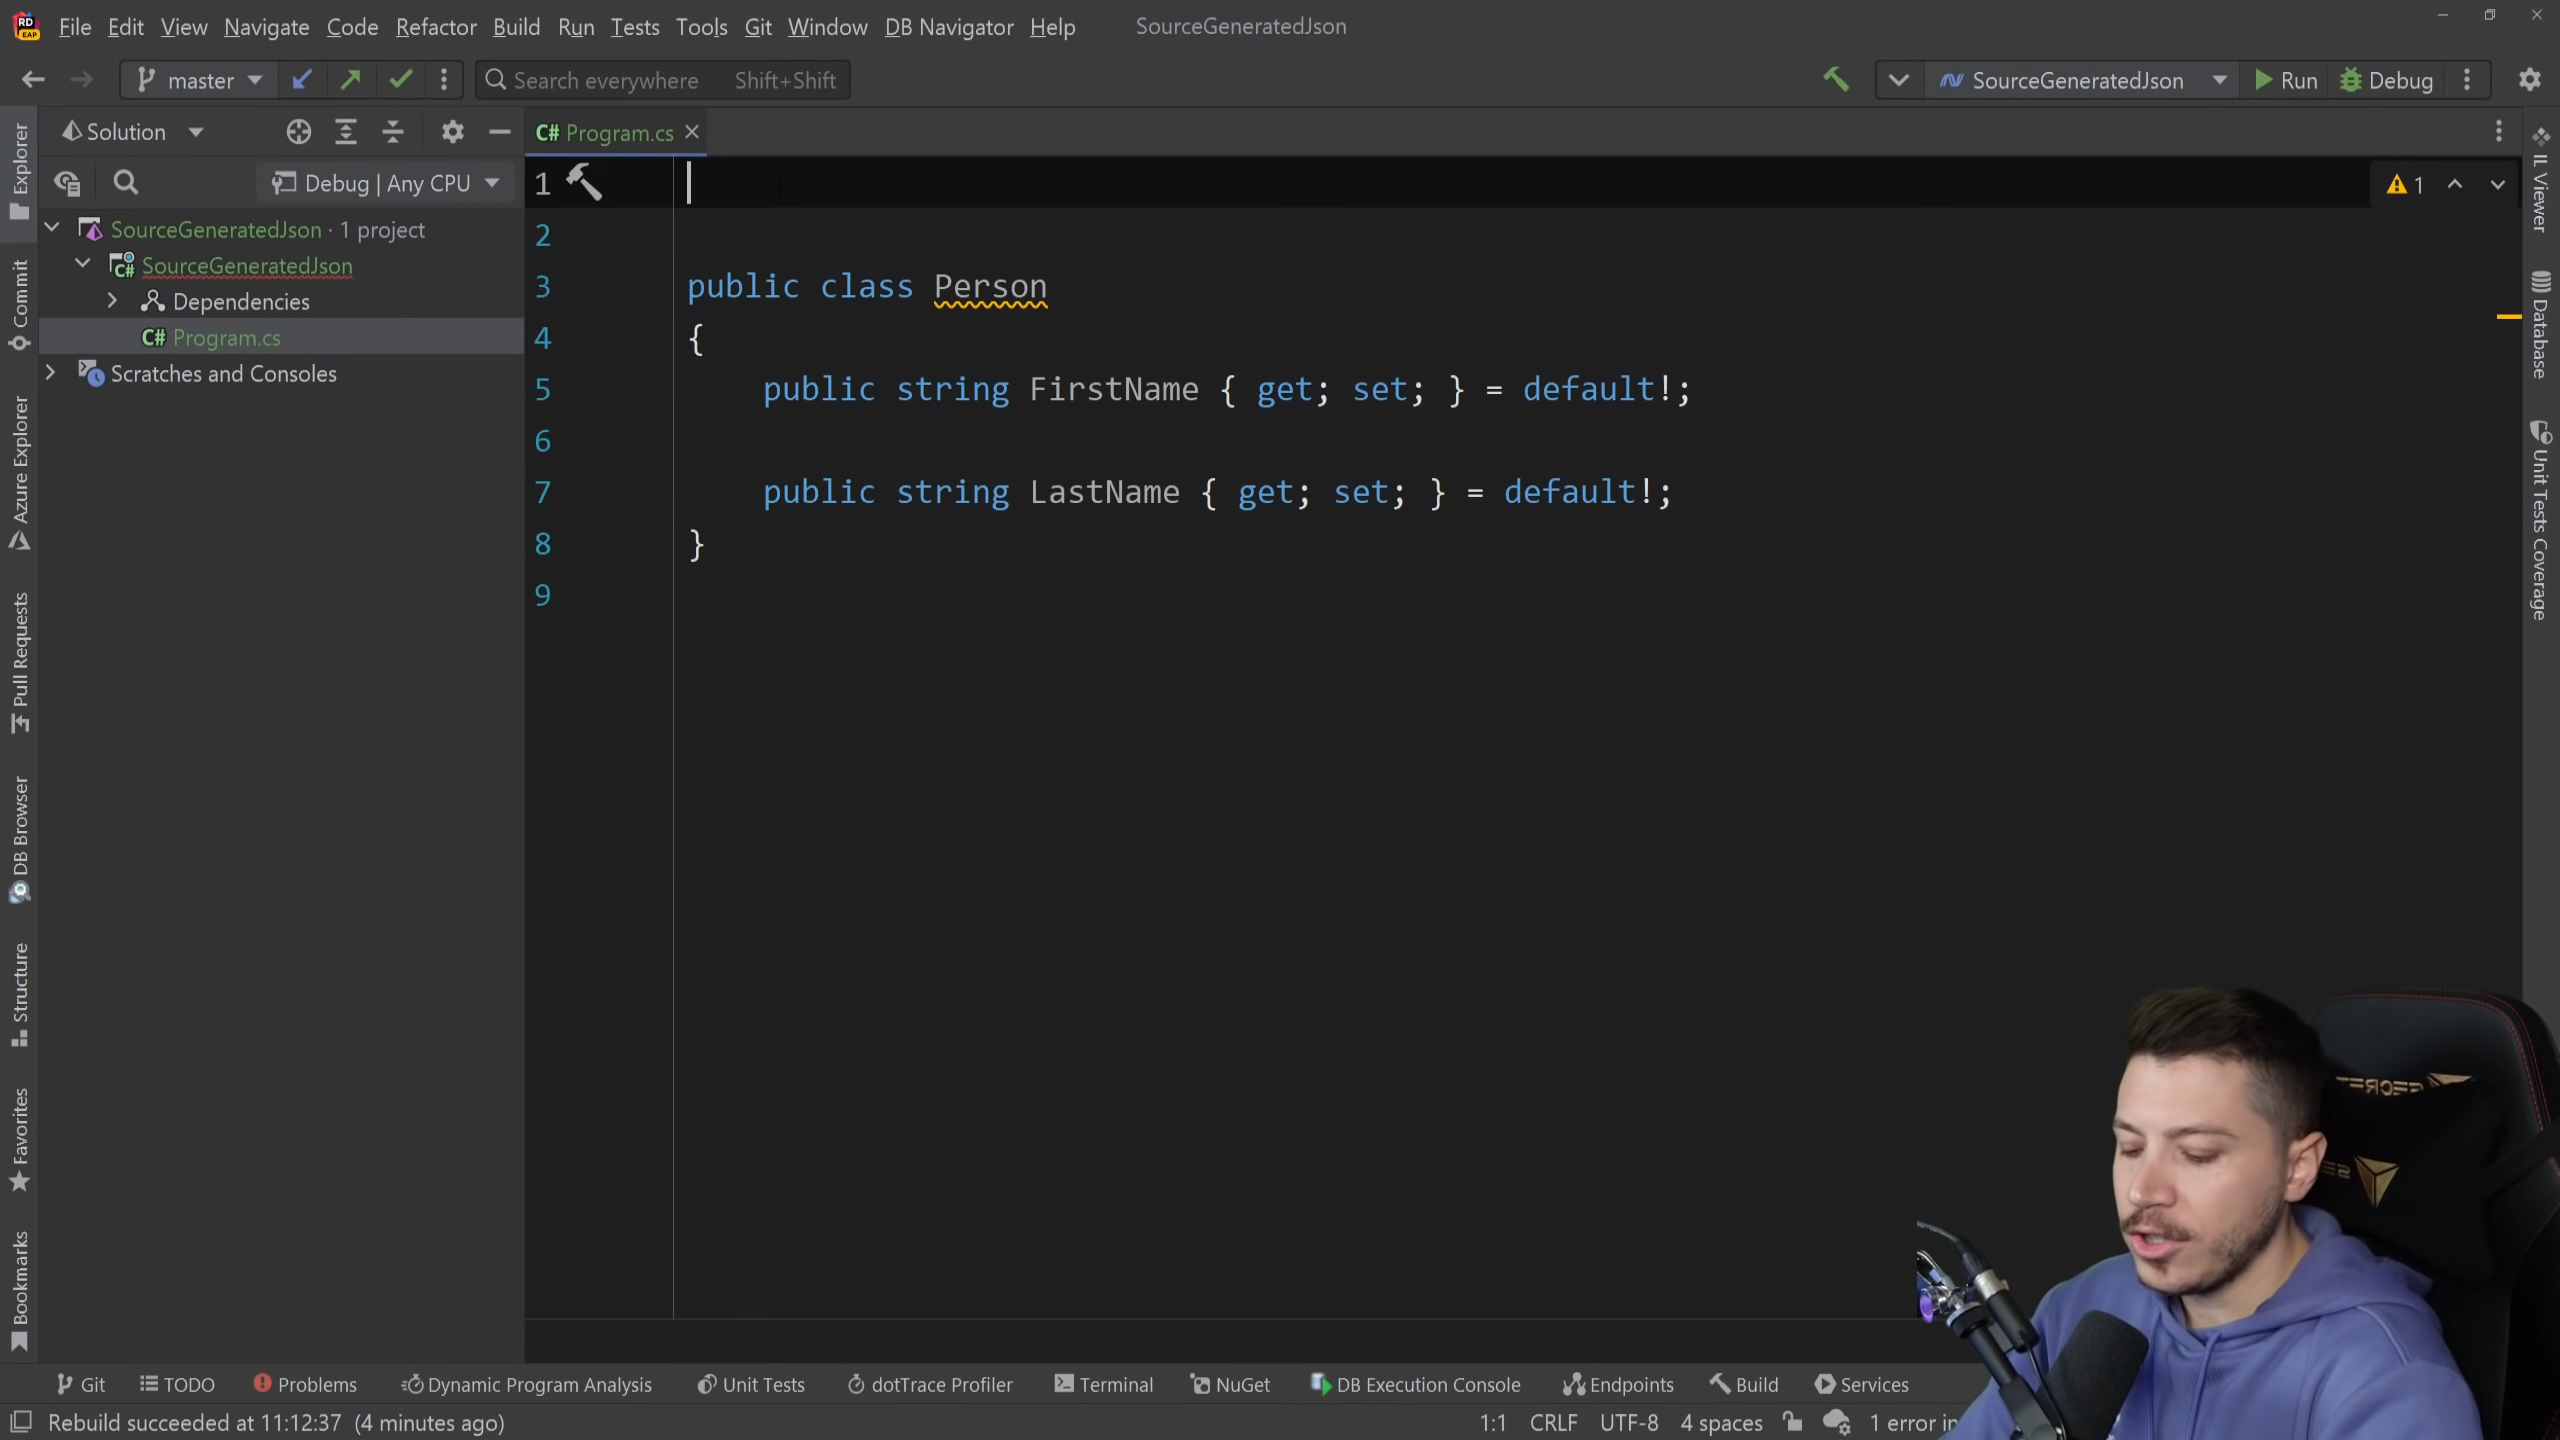 File Edit View Navigate Code Refactor Build Run Tests Tools Git Window DB Navigator Help SourceGeneratedJson
master Search everywhere Shift+Shift SourceGeneratedJson Run Debug
Solution
C# Program.cs
Debug | Any CPU
SourceGeneratedJson · 1 project
SourceGeneratedJson
Dependencies
C# Program.cs
Scratches and Consoles
1
2
3 public class Person
4 {
5 public string FirstName { get; set; } = default!;
6
7 public string LastName { get; set; } = default!;
8 }
9
1
Explorer
Commit
Azure Explorer
Pull Requests
DB Browser
Structure
Favorites
Bookmarks
IL Viewer
Database
Unit Tests Coverage
Git TODO Problems Dynamic Program Analysis Unit Tests dotTrace Profiler Terminal NuGet DB Execution Console Endpoints Build Services
Rebuild succeeded at 11:12:37 (4 minutes ago) 1:1 CRLF UTF-8 4 spaces 1 error in